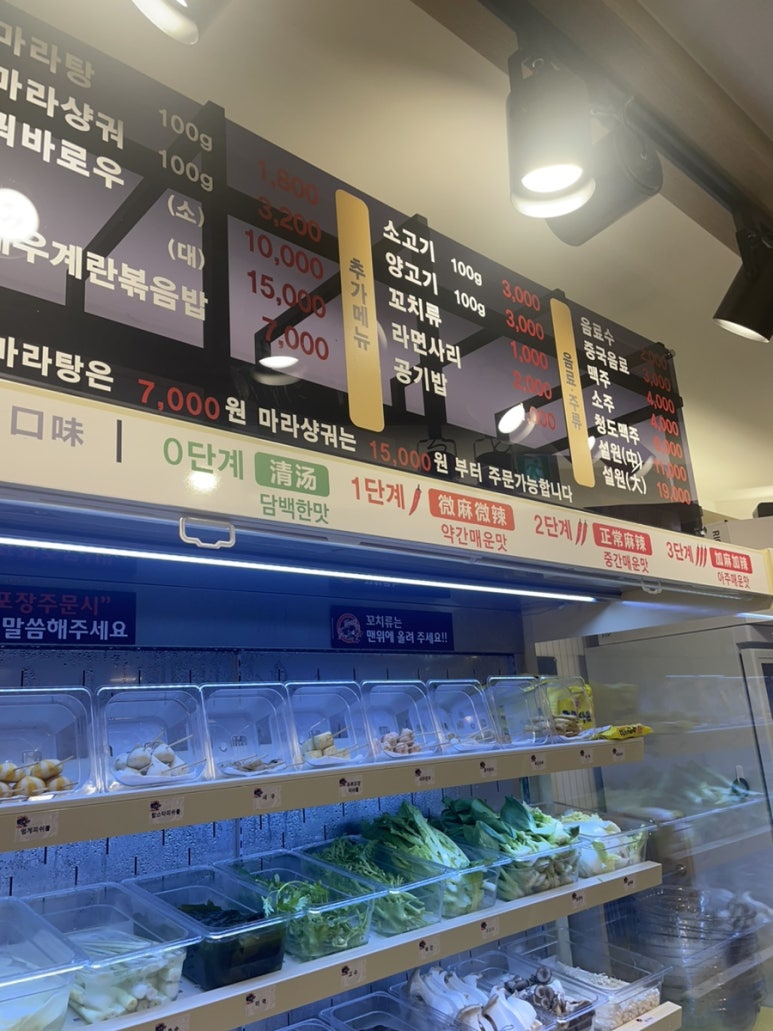 마라탕 100g 1,800
마라샹궈 100g 3,200
꿔바로우 (소) 10,000
(대) 15,000
새우계란볶음밥 7,000
추가메뉴
소고기 100g 3,000
양고기 100g 3,000
꼬치류 1,000
라면사리 2,000
공기밥
음료·주류
음료수
중국음료
맥주 4,000
소주 4,000
청도맥주
설원(中)
설원(大) 19,000
마라탕은 7,000원 마라샹궈는 15,000원 부터 주문가능합니다
口味 | 0단계 清汤 담백한맛
1단계 微麻微辣 약간매운맛
2단계 正常麻辣 중간매운맛
3단계 加麻加辣 아주매운맛
포장주문시”
말씀해주세요
꼬치류는
맨위에 올려 주세요!!